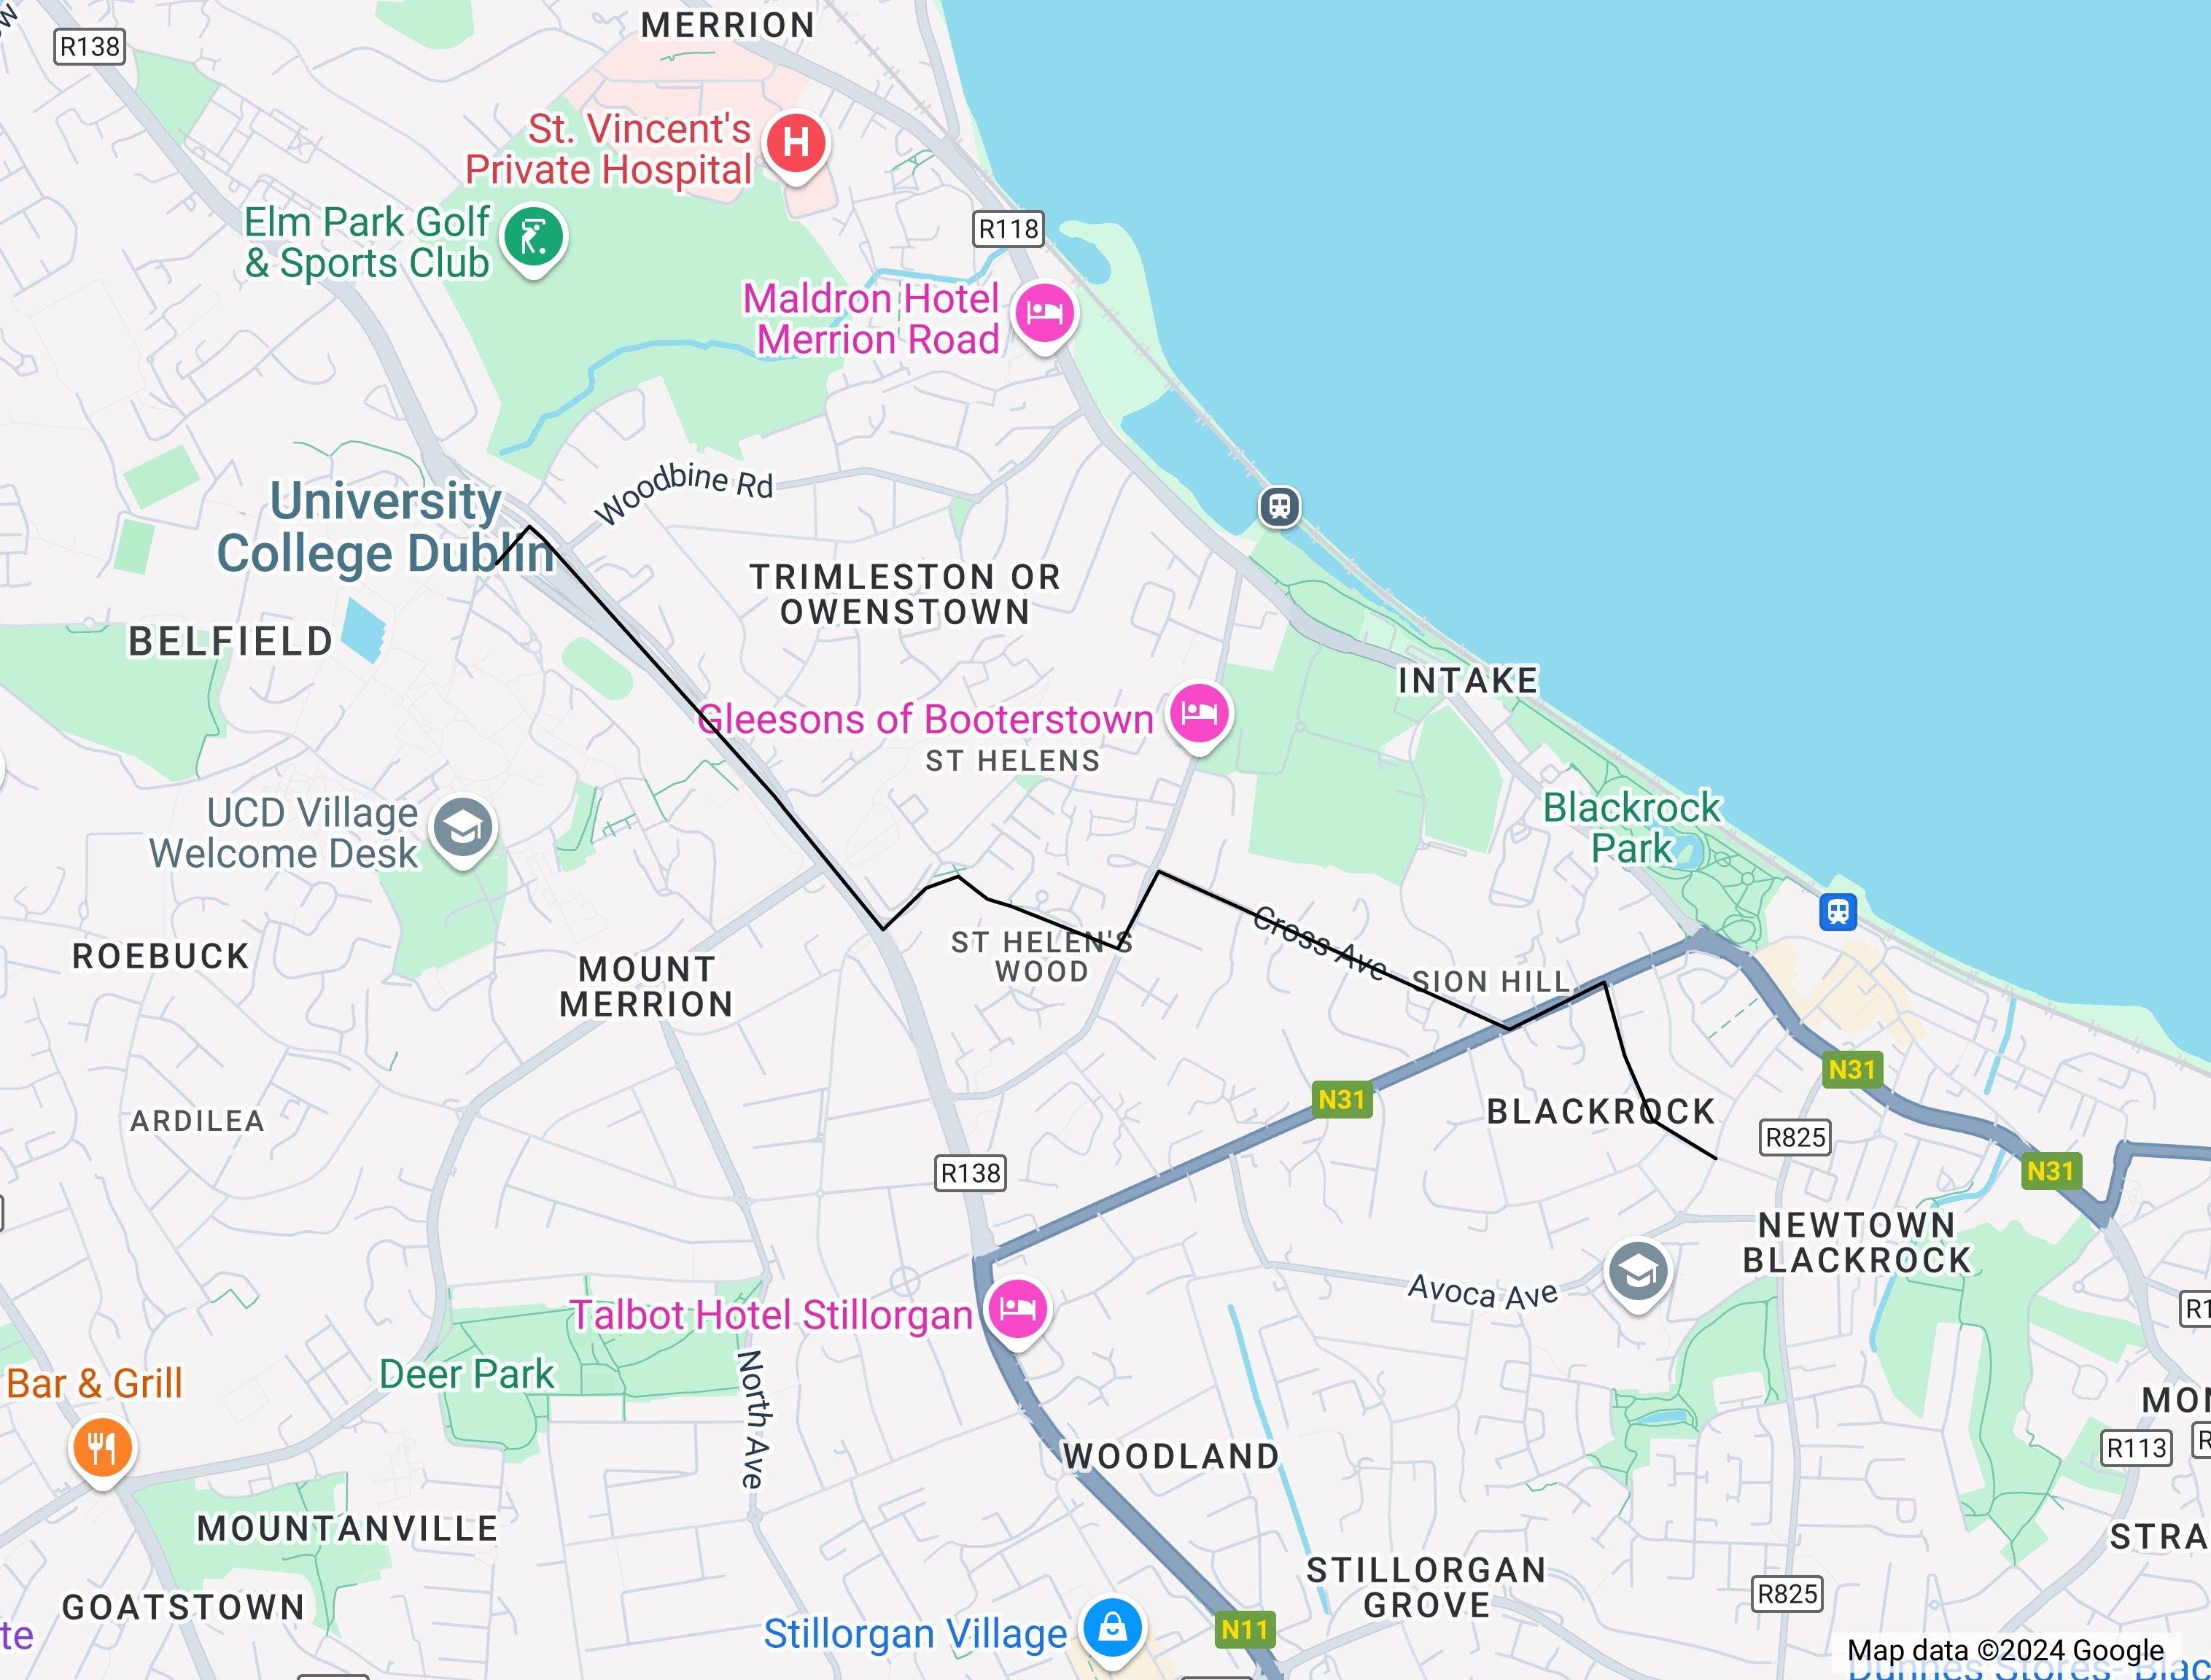 MERRION
R138
St. Vincent's
Private Hospital
H
Elm Park Golf
& Sports Club
R118
Maldron Hotel
Merrion Road
Woodbine Rd
University
College Dublin
TRIMLESTON OR
OWENSTOWN
BELFIELD
INTAKE
Gleesons of Booterstown
ST HELENS
Blackrock
Park
UCD Village
Welcome Desk
Cross Ave
ST HELEN'S
WOOD
SION HILL
ROEBUCK
MOUNT
MERRION
N31
N31
BLACKROCK
ARDILEA
R825
R138
N31
NEWTOWN
BLACKROCK
Avoca Ave
Talbot Hotel Stillorgan
R1
Deer Park
North Ave
Bar & Grill
MON
R113
R
WOODLAND
MOUNTANVILLE
STRA
STILLORGAN
GROVE
R825
GOATSTOWN
te
Stillorgan Village
N11
Map data ©2024 Google